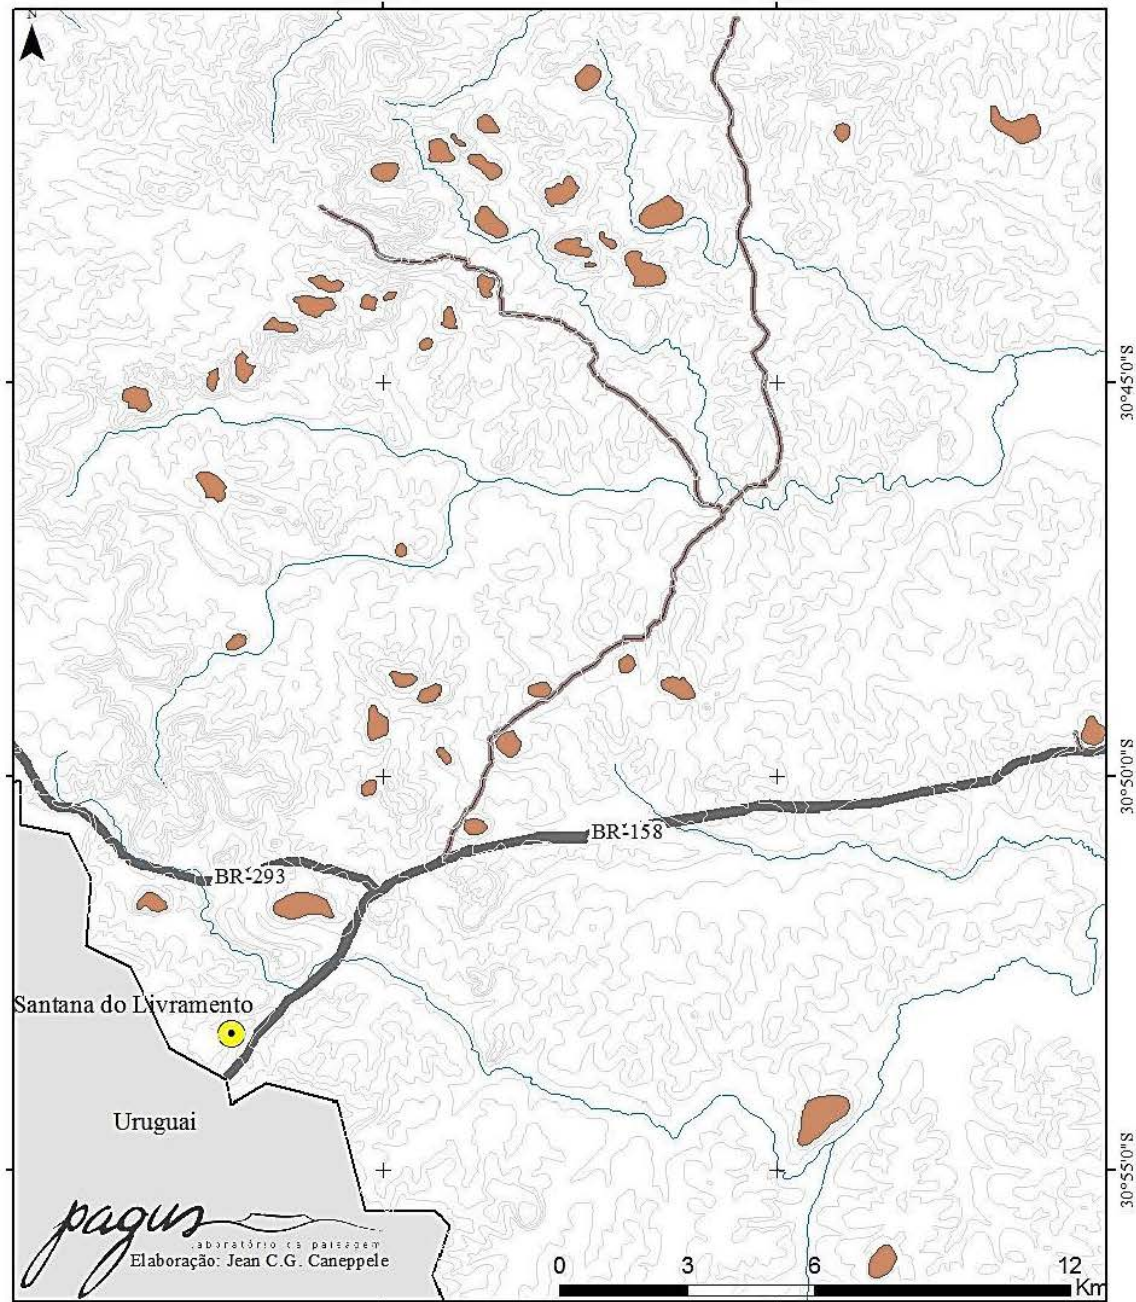 N
30°45'0"S
30°50'0"S
BR-158
BR-293
Santana do Livramento
Uruguai
30°55'0"S
pagus
laboratório da paisagem
Elaboração: Jean C.G. Caneppele
0 3 6 12
Km